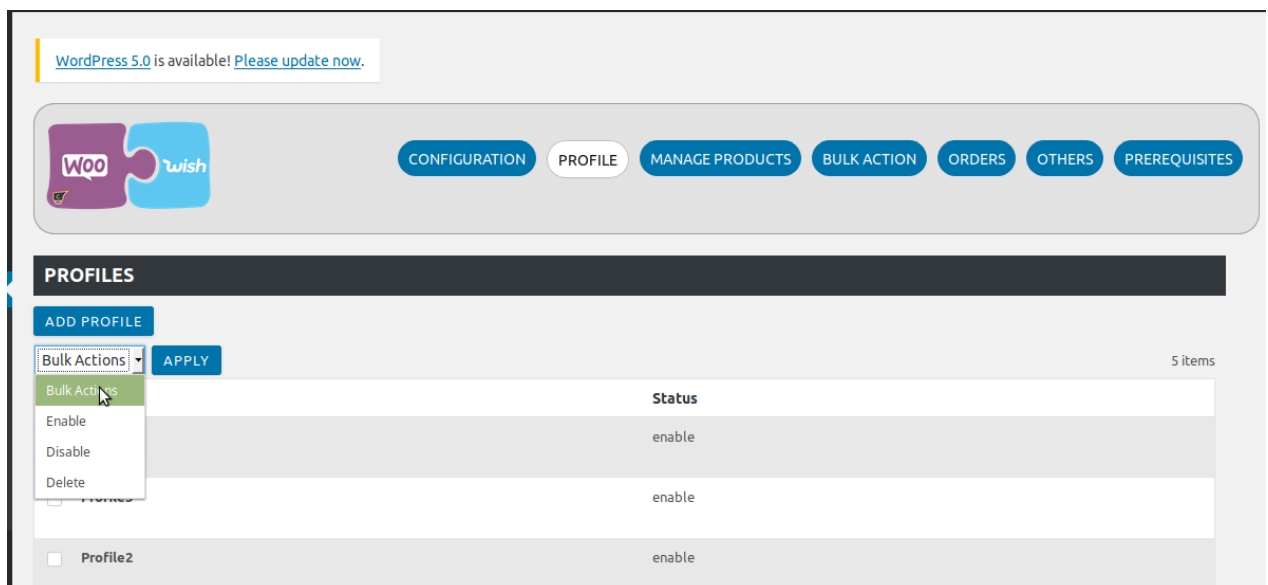 WordPress 5.0 is available! Please update now.
WOO wish
CONFIGURATION PROFILE MANAGE PRODUCTS BULK ACTION ORDERS OTHERS PREREQUISITES
PROFILES
ADD PROFILE
Bulk Actions APPLY 5 items
Bulk Actions
Status
Enable
enable
Disable
Delete
enable
Profile2 enable